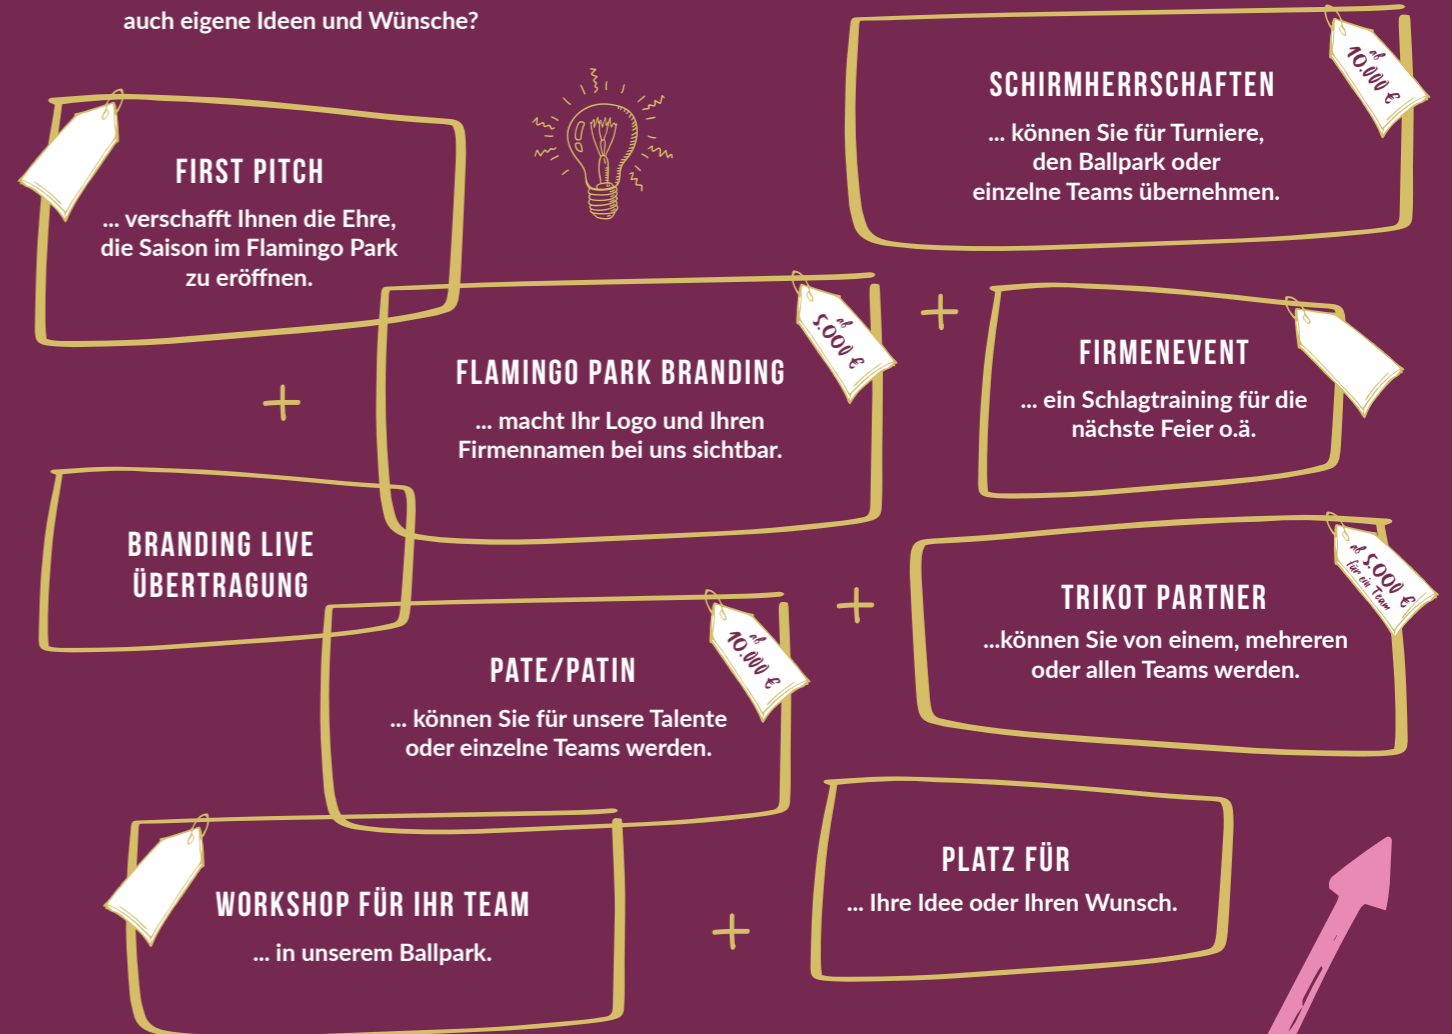 auch eigene Ideen und Wünsche?
SCHIRMHERRSCHAFTEN
... können Sie für Turniere,
den Ballpark oder
einzelne Teams übernehmen.
ab
10.000 €
FIRST PITCH
... verschafft Ihnen die Ehre,
die Saison im Flamingo Park
zu eröffnen.
FLAMINGO PARK BRANDING
... macht Ihr Logo und Ihren
Firmennamen bei uns sichtbar.
ab
5.000 €
+
FIRMENEVENT
... ein Schlagtraining für die
nächste Feier o.ä.
+
BRANDING LIVE
ÜBERTRAGUNG
TRIKOT PARTNER
...können Sie von einem, mehreren
oder allen Teams werden.
ab 5.000 €
für ein Team
+
PATE/PATIN
... können Sie für unsere Talente
oder einzelne Teams werden.
ab
10.000 €
WORKSHOP FÜR IHR TEAM
... in unserem Ballpark.
+
PLATZ FÜR
... Ihre Idee oder Ihren Wunsch.